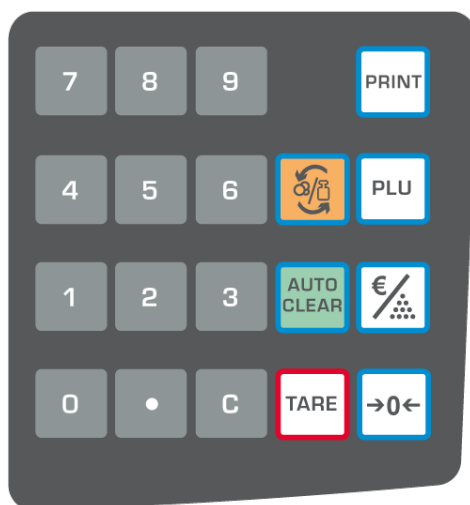 7 8 9 PRINT
4 5 6 PLU
1 2 3 AUTO CLEAR €/
0 • C TARE →0←